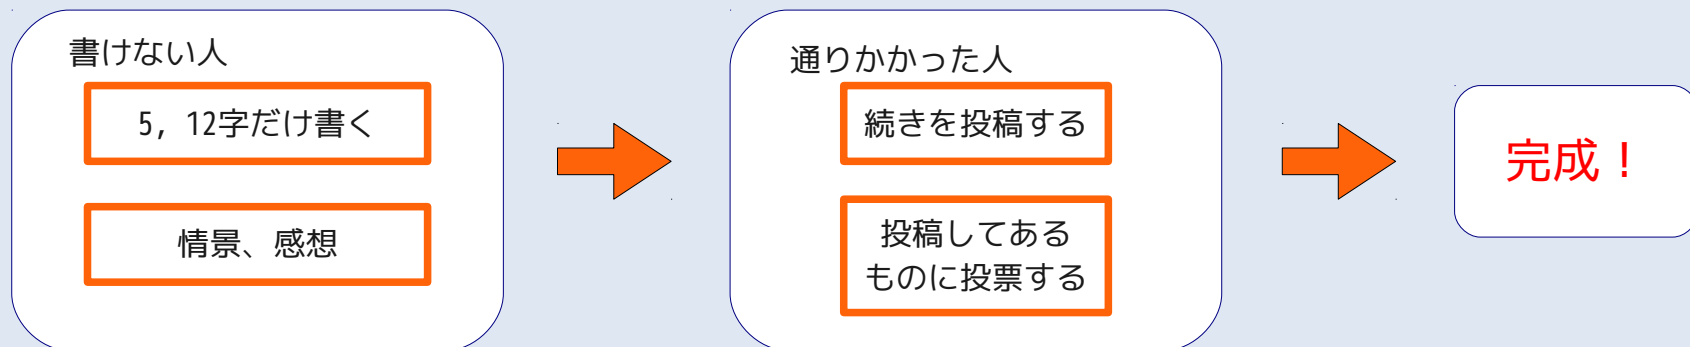 書けない人
5, 12字だけ書く
情景、感想
通りかかった人
続きを投稿する
投稿してある
ものに投票する
完成！